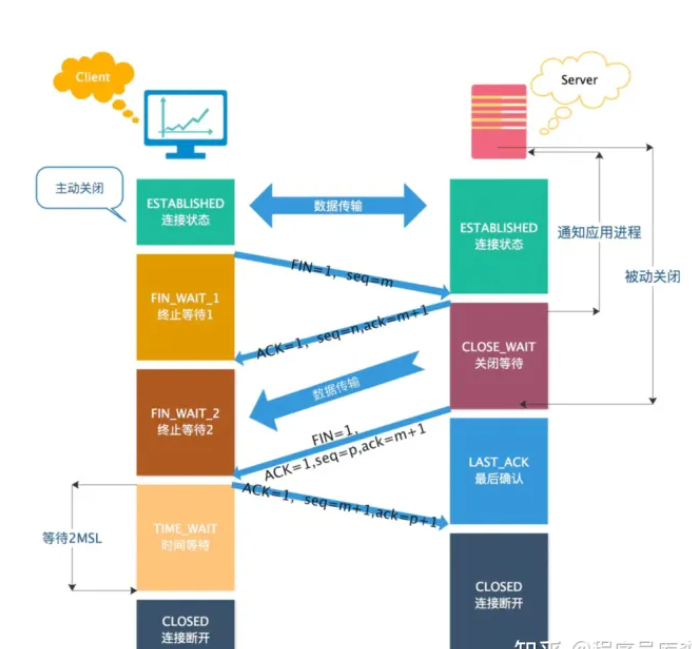 Client
Server
主动关闭
ESTABLISHED
连接状态
数据传输
ESTABLISHED
连接状态
通知应用进程
被动关闭
FIN=1, seq=m
FIN_WAIT_1
终止等待1
ACK=1, seq=n,ack=m+1
CLOSE_WAIT
关闭等待
数据传输
FIN_WAIT_2
终止等待2
FIN=1,
ACK=1,seq=p,ack=m+1
LAST_ACK
最后确认
ACK=1, seq=m+1,ack=p+1
等待2MSL
TIME_WAIT
时间等待
CLOSED
连接断开
CLOSED
连接断开
知乎 @程序员